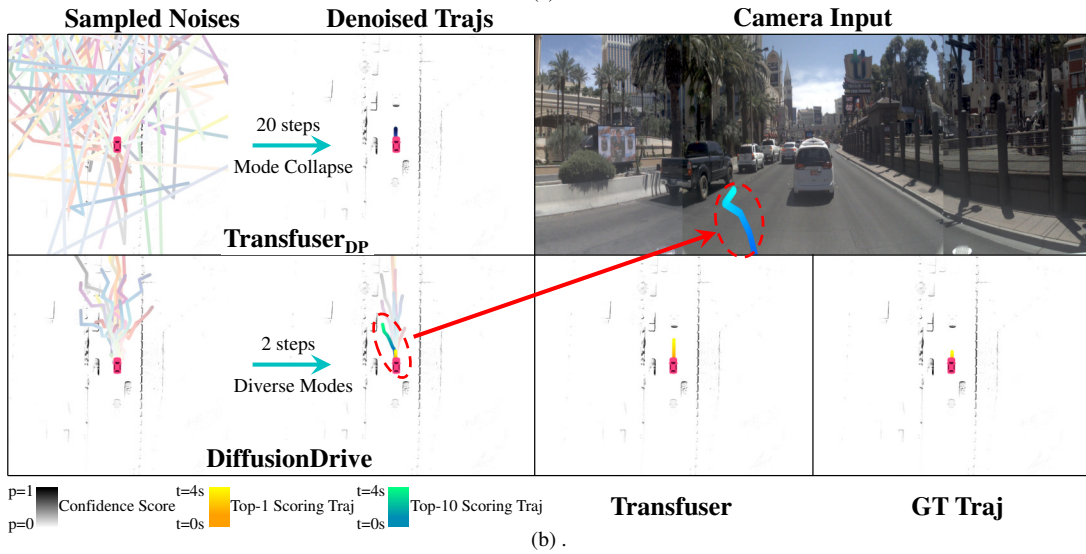 Sampled Noises
Denoised Trajs
Camera Input
20 steps
Mode Collapse
Transfuser_DP
2 steps
Diverse Modes
DiffusionDrive
p=1
p=0
Confidence Score
t=4s
t=0s
Top-1 Scoring Traj
t=4s
t=0s
Top-10 Scoring Traj
Transfuser
GT Traj
(b) .